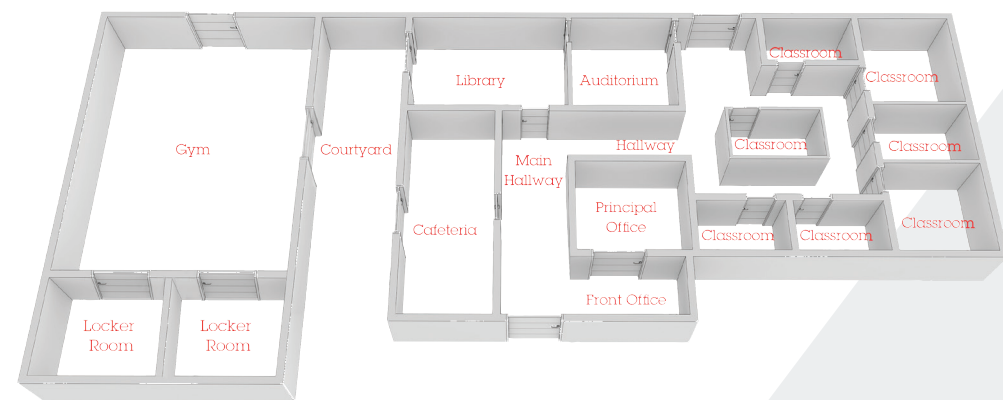 Classroom
Classroom
Library
Auditorium
Gym
Courtyard
Main
Hallway
Hallway
Classroom
Classroom
Principal
Office
Cafeteria
Classroom
Classroom
Classroom
Front Office
Locker
Room
Locker
Room